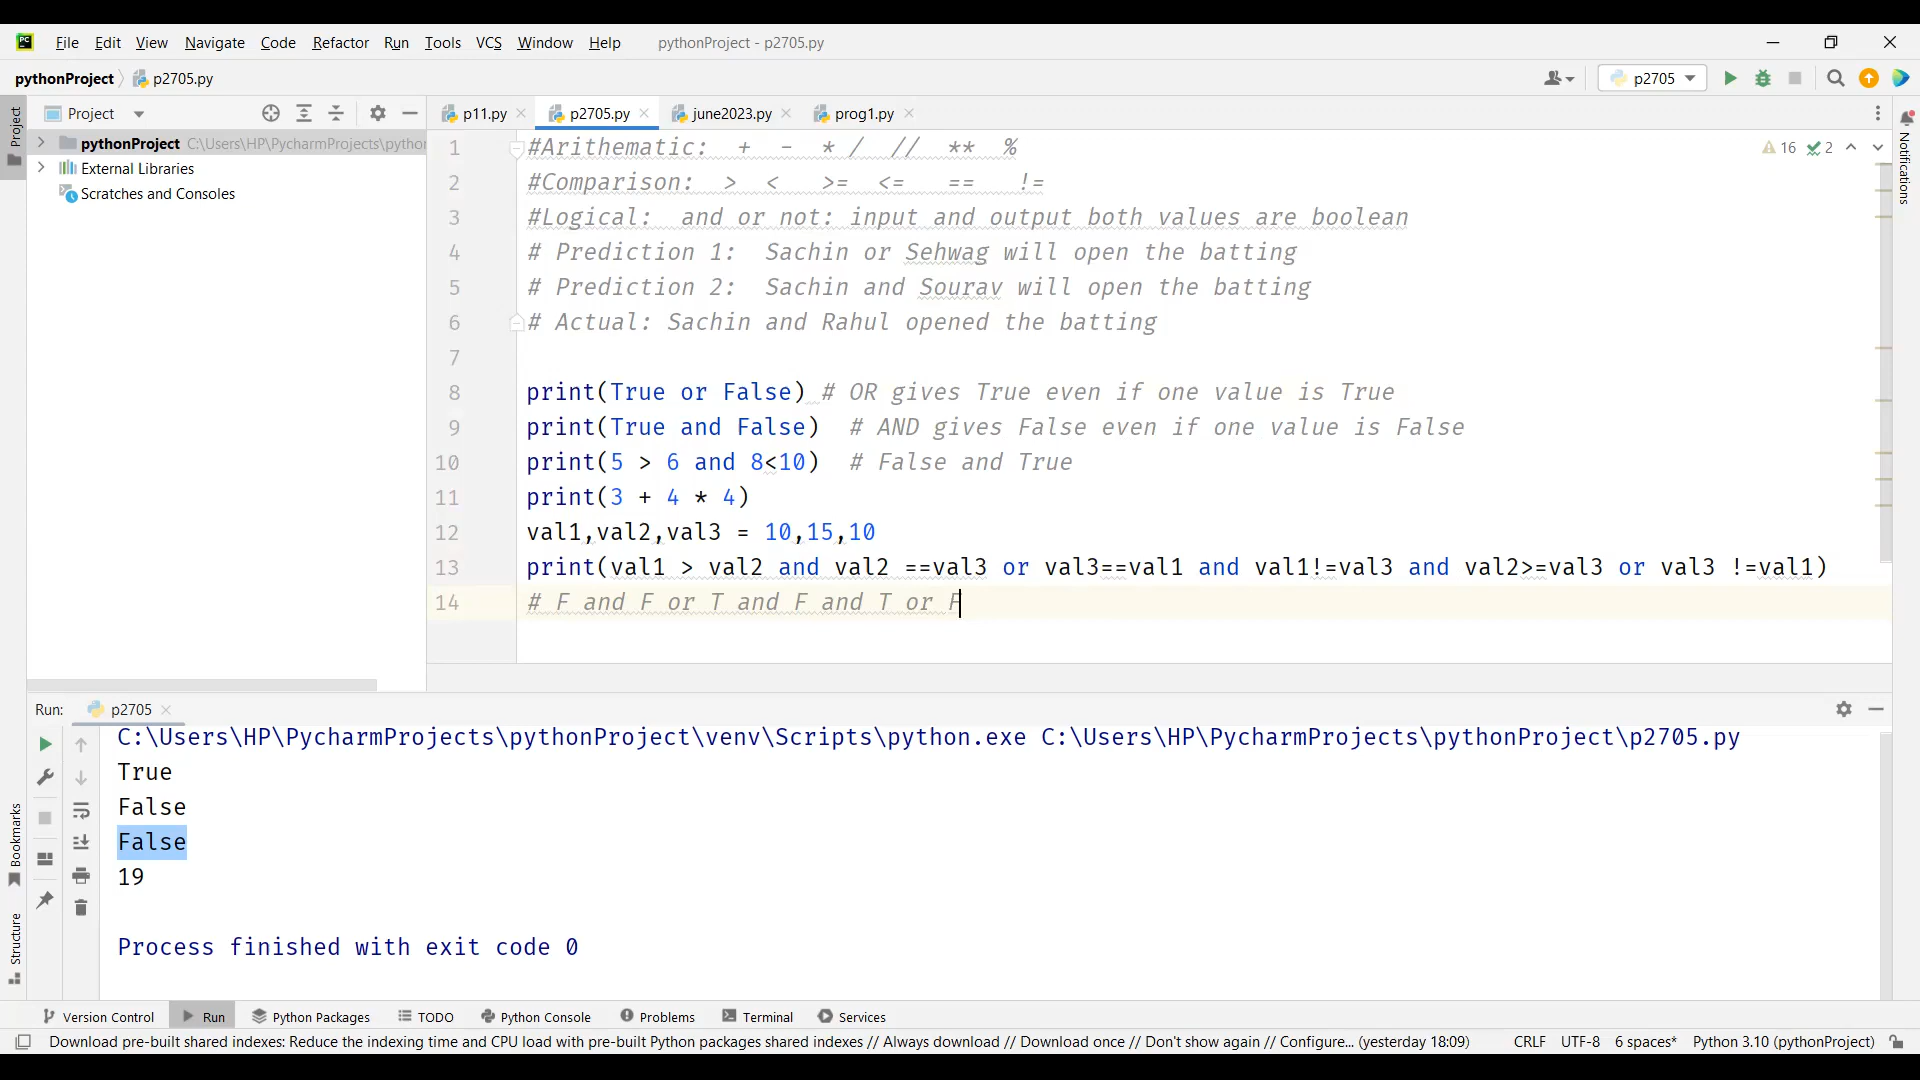 PC File Edit View Navigate Code Refactor Run Tools VCS Window Help pythonProject - p2705.py
pythonProject p2705.py p2705
Project
p11.py p2705.py june2023.py prog1.py
pythonProject C:\Users\HP\PycharmProjects\python
External Libraries
Scratches and Consoles
16 2
1 #Arithematic: + - * / // ** %
2 #Comparison: > < >= <= == !=
3 #Logical: and or not: input and output both values are boolean
4 # Prediction 1: Sachin or Sehwag will open the batting
5 # Prediction 2: Sachin and Sourav will open the batting
6 # Actual: Sachin and Rahul opened the batting
7
8 print(True or False) # OR gives True even if one value is True
9 print(True and False) # AND gives False even if one value is False
10 print(5 > 6 and 8<10) # False and True
11 print(3 + 4 * 4)
12 val1,val2,val3 = 10,15,10
13 print(val1 > val2 and val2 ==val3 or val3==val1 and val1!=val3 and val2>=val3 or val3 !=val1)
14 # F and F or T and F and T or F
Project
Notifications
Bookmarks
Structure
Run: p2705
C:\Users\HP\PycharmProjects\pythonProject\venv\Scripts\python.exe C:\Users\HP\PycharmProjects\pythonProject\p2705.py
True
False
False
19
Process finished with exit code 0
Version Control Run Python Packages TODO Python Console Problems Terminal Services
Download pre-built shared indexes: Reduce the indexing time and CPU load with pre-built Python packages shared indexes // Always download // Download once // Don't show again // Configure... (yesterday 18:09) CRLF UTF-8 6 spaces* Python 3.10 (pythonProject)